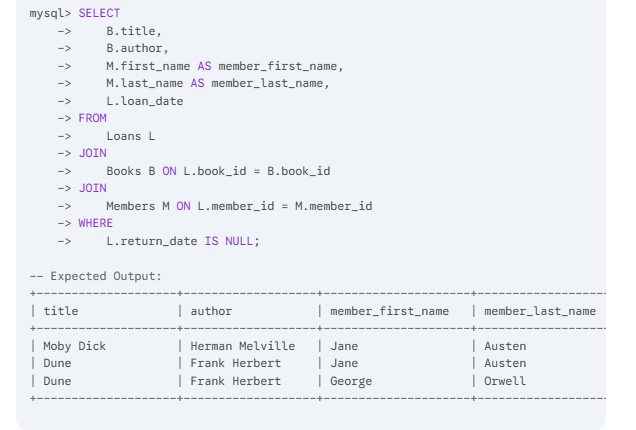 mysql> SELECT
    ->     B.title,
    ->     B.author,
    ->     M.first_name AS member_first_name,
    ->     M.last_name AS member_last_name,
    ->     L.loan_date
    -> FROM
    ->     Loans L
    -> JOIN
    ->     Books B ON L.book_id = B.book_id
    -> JOIN
    ->     Members M ON L.member_id = M.member_id
    -> WHERE
    ->     L.return_date IS NULL;

-- Expected Output:
+--------------------+-------------------+---------------------+-------------------
| title              | author            | member_first_name   | member_last_name
+--------------------+-------------------+---------------------+-------------------
| Moby Dick          | Herman Melville   | Jane                | Austen
| Dune               | Frank Herbert     | Jane                | Austen
| Dune               | Frank Herbert     | George              | Orwell
+--------------------+-------------------+---------------------+-------------------